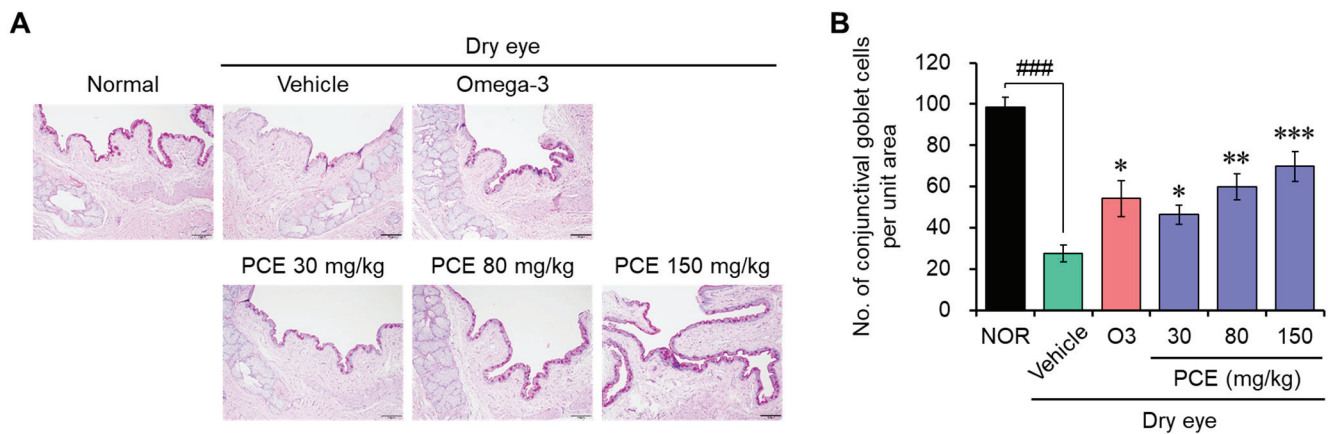 A
Dry eye
Normal
Vehicle
Omega-3
PCE 30 mg/kg
PCE 80 mg/kg
PCE 150 mg/kg
B
No. of conjunctival goblet cells
per unit area
120
100
80
60
40
20
0
###
*
*
**
***
NOR
Vehicle
O3
30
80
150
PCE (mg/kg)
Dry eye